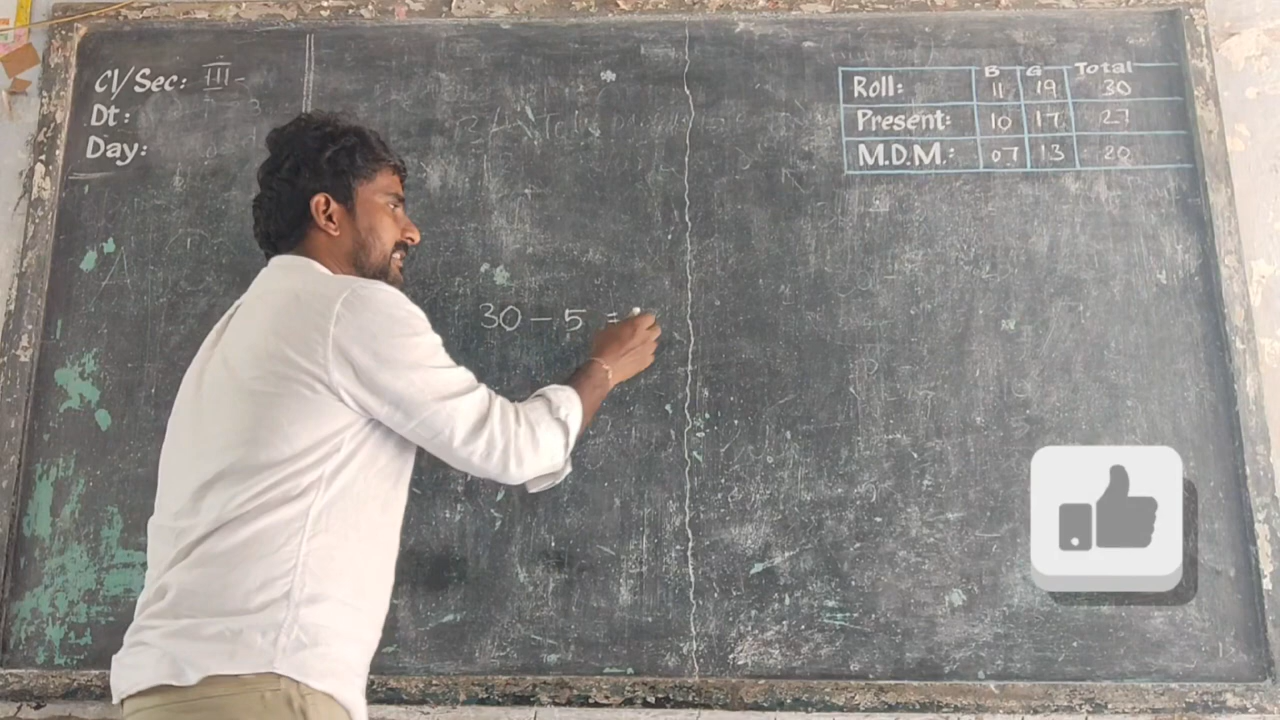 Cl/Sec: III-
Dt:
Day:
B G Total
Roll: 11 19 30
Present: 10 17 27
M.D.M.: 07 13 20
30 - 5 =